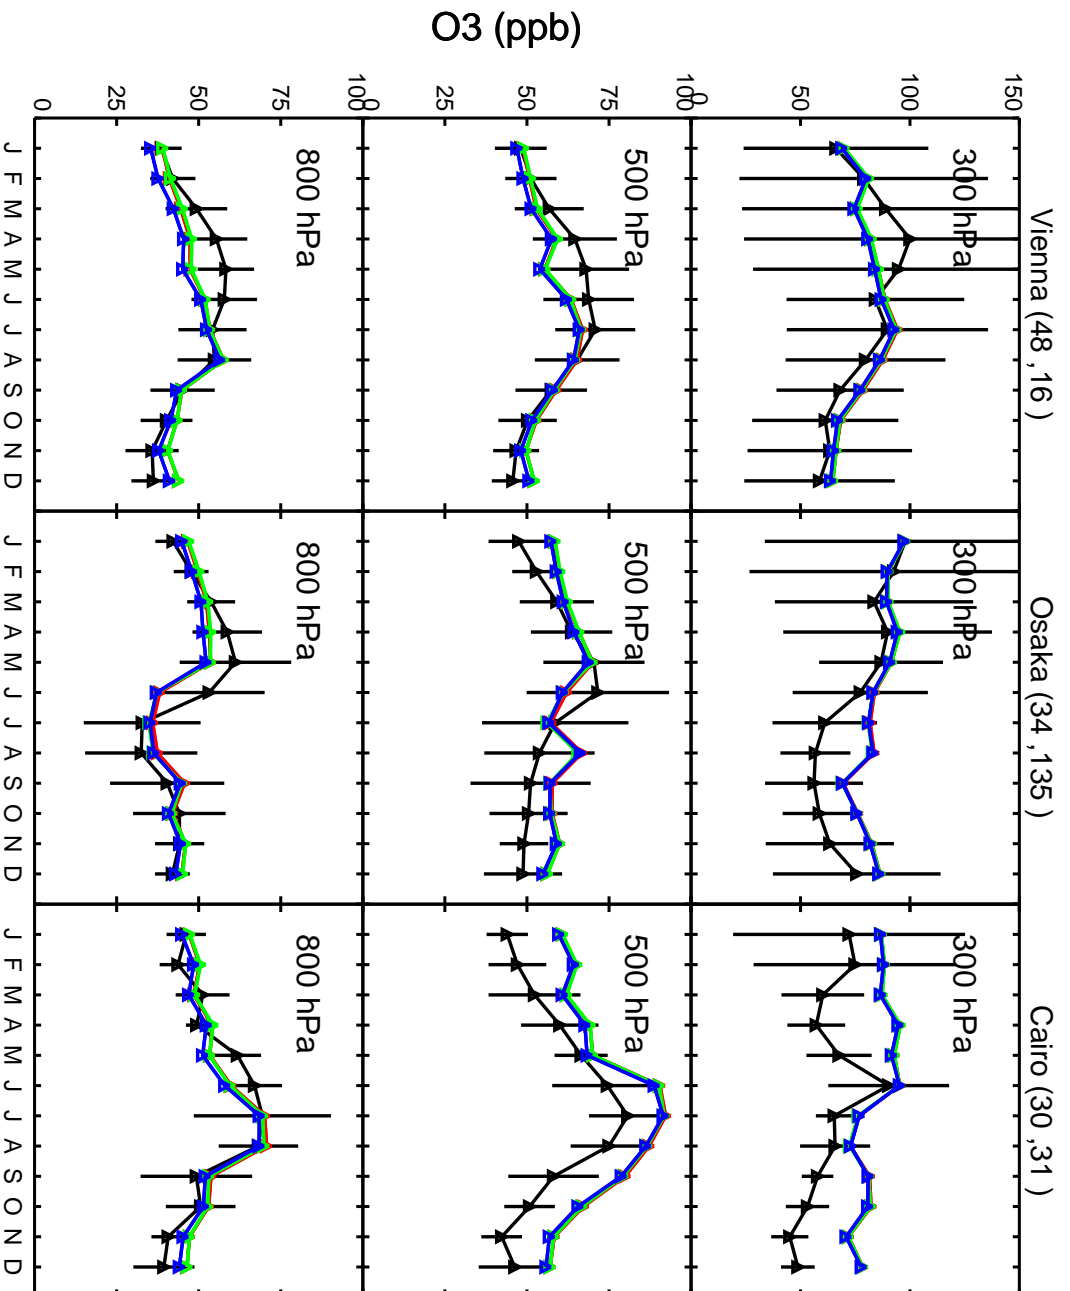 O3 (ppb)
Vienna (48 ,16 )
Osaka (34 ,135 )
Cairo (30 ,31 )
150
100
50
0
300 hPa
300 hPa
300 hPa
100
75
50
25
0
500 hPa
500 hPa
500 hPa
100
75
50
25
0
800 hPa
800 hPa
800 hPa
J F M A M J J A S O N D
J F M A M J J A S O N D
J F M A M J J A S O N D